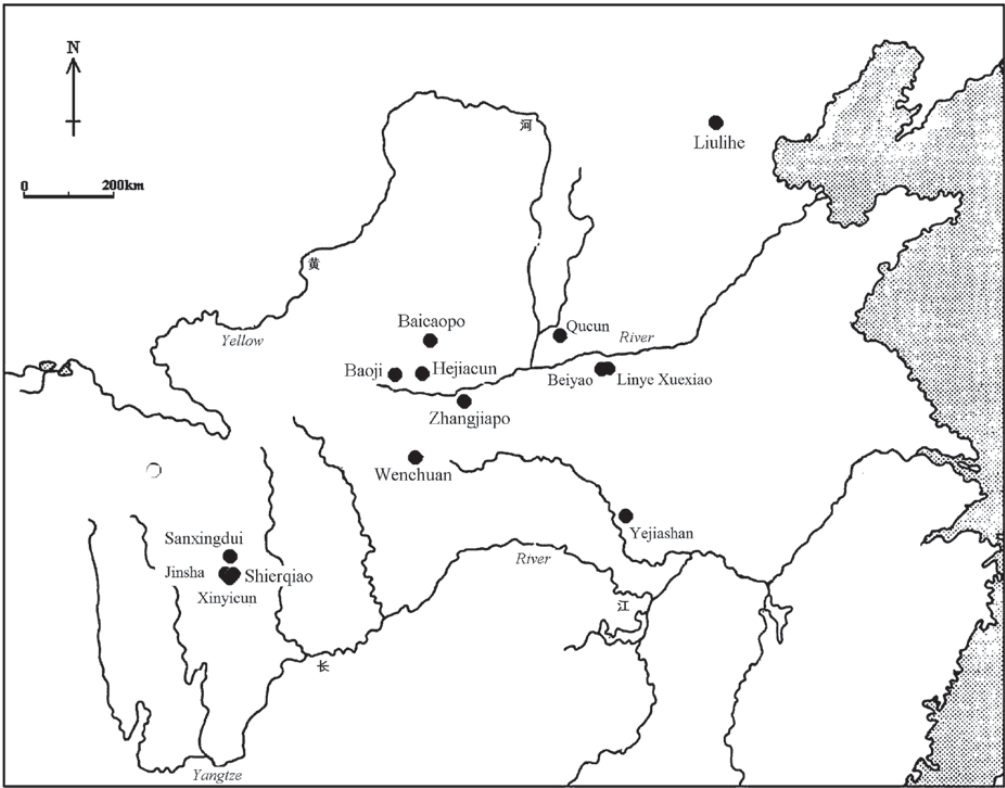 N
河
Liulihe
0 200km
黄
Baicaopo
Qucun
River
Yellow
Baoji
Hejiacun
Beiyao
Linye Xuexiao
Zhangjiapo
Wenchuan
Yejiashan
Sanxingdui
River
Jinsha
Shierqiao
Xinyicun
江
长
Yangtze